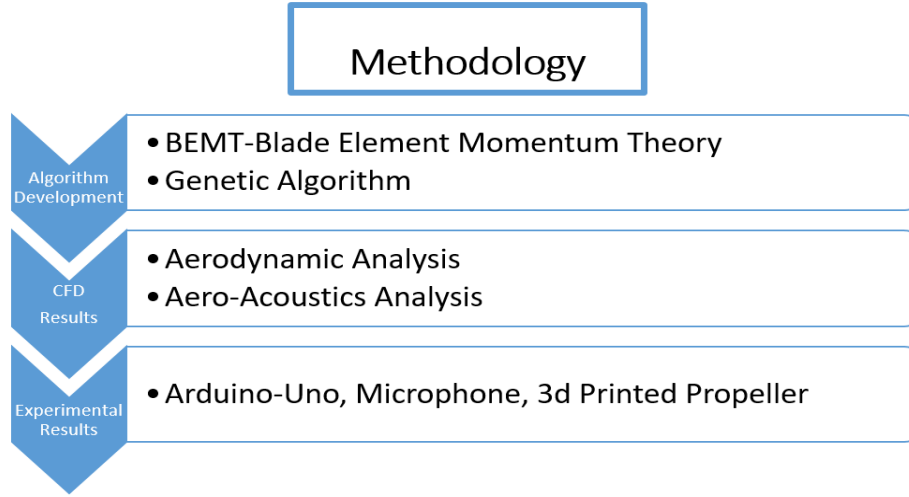 Methodology
Algorithm
Development
• BEMT-Blade Element Momentum Theory
• Genetic Algorithm
CFD
Results
• Aerodynamic Analysis
• Aero-Acoustics Analysis
Experimental
Results
• Arduino-Uno, Microphone, 3d Printed Propeller